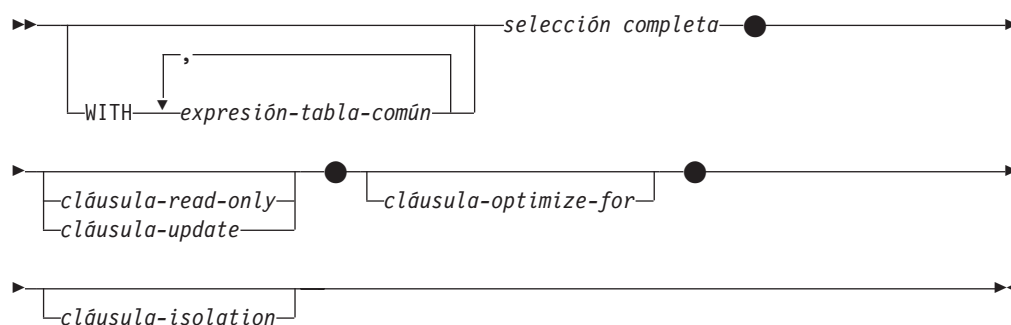 selección completa
,
WITH expresión-tabla-común
cláusula-read-only cláusula-optimize-for
cláusula-update
cláusula-isolation